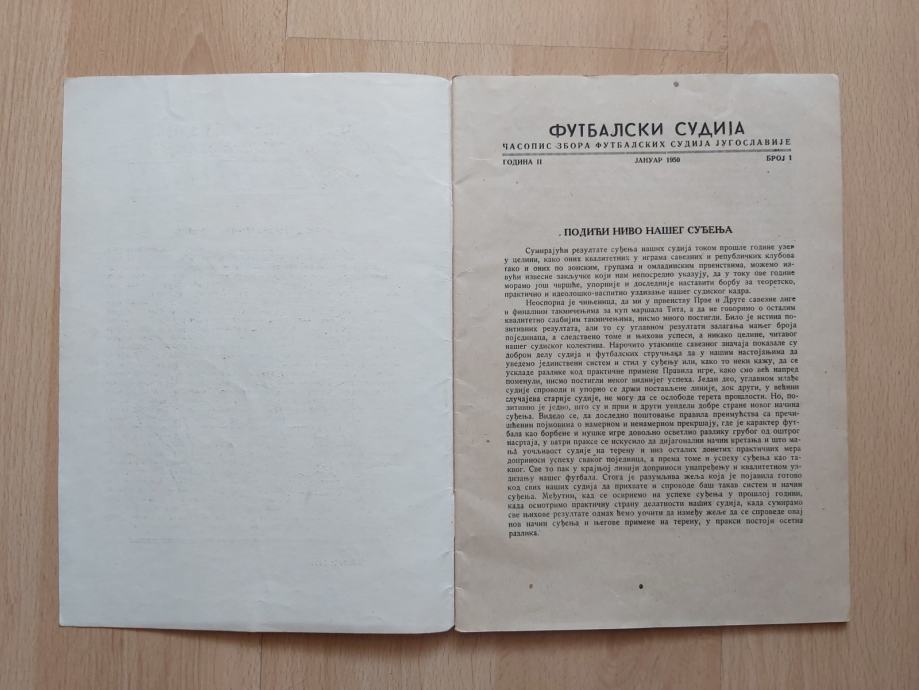 ФУТБАЛСКИ СУДИЈА
ЧАСОПИС ЗБОРА ФУТБАЛСКИХ СУДИЈА ЈУГОСЛАВИЈЕ
ГОДИНА II ЈАНУАР 1950 БРОЈ 1
ПОДИЋИ НИВО НАШЕГ СУЂЕЊА
Сумирајући резултате суђења наших судија током прошле године узев
у целини, како оних квалитетних у играма савезних и републичких клубова
тако и оних по зонским, групама и омладинским првенствима, можемо из-
вући извесне закључке који нам непосредно указују, да у току ове године
морамо још чвршће, упорније и доследније наставити борбу за теоретско,
практично и идеолошко-васпитно уздизање нашег судиског кадра.
Неоспорна је чињеница, да ми у првенству Прве и Друге савезне лиге
и финалним такмичењима за куп маршала Тита, а да не говоримо о осталим
квалитетно слабијим такмичењима, нисмо много постигли. Било је истина по-
зитивних резултата, али то су углавном резултати залагања мањег броја
појединаца, а следствено томе и њихови успеси, а никако целине, читавог
нашег судиског колектива. Нарочито утакмице савезног значаја показале су
добром делу судија и футбалских стручњака да у нашим настојањима да
уведемо јединствени систем и стил у суђењу или, како то неки кажу, да се
ускладе разлике код практичне примене Правила игре, како смо већ напред
поменули, нисмо постигли неког виднијег успеха. Један део, углавном млађе
судије спроводи и упорно се држи постављене линије, док други, у већини
случајева старије судије, не могу да се ослободе терета прошлости. Но, по-
зитивно је једно, што су и први и други увидели добре стране новог начина
суђења. Видело се, да доследно поштовање правила преимућства са пречи-
шћеним појмовима о намерном и ненамерном прекршају, где је карактер фут-
бала као борбене и мушке игре довољно осветлио разлику грубог од оштрог
насртаја, у ватри праксе се искусило да дијагонални начин кретања и што ма-
ња уочљивост судије на терену и низ осталих донетих практичних мера
доприноси успеху сваког појединца, а према томе и успеху суђења као та-
квог. Све то пак у крајњој линији доприноси унапређењу и квалитетном уз-
дизању нашег футбала. Стога је разумљива жеља која је појавила готово
код свих наших судија да прихвате и спроводе баш такав систем и начин
суђења. Међутим, кад се осврнемо на успехе суђења у прошлој години,
када осмотримо практичну делатност наших судија, када сумирамо
све њихове резултате одмах ћемо уочити да између жеље да се спроведе овај
нов начин суђења и његове примене на терену, у пракси постоји осетна
разлика.